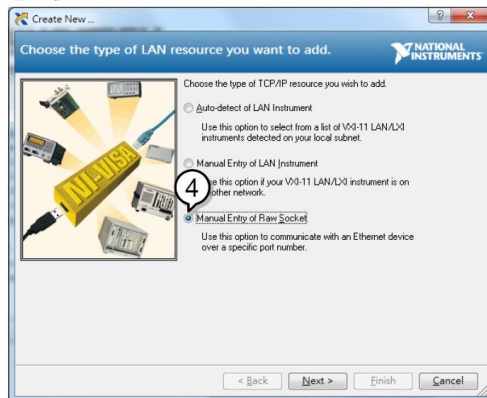 Create New ...
Choose the type of LAN resource you want to add.
NATIONAL
INSTRUMENTS
Choose the type of TCP/IP resource you wish to add.
Auto-detect of LAN Instrument
Use this option to select from a list of VXI-11 LAN/LXI
instruments detected on your local subnet.
Manual Entry of LAN Instrument
this option if your VXI-11 LAN/LXI instrument is on
other network.
4
Manual Entry of Raw Socket
Use this option to communicate with an Ethernet device
over a specific port number.
NI-VISA
< Back
Next >
Finish
Cancel